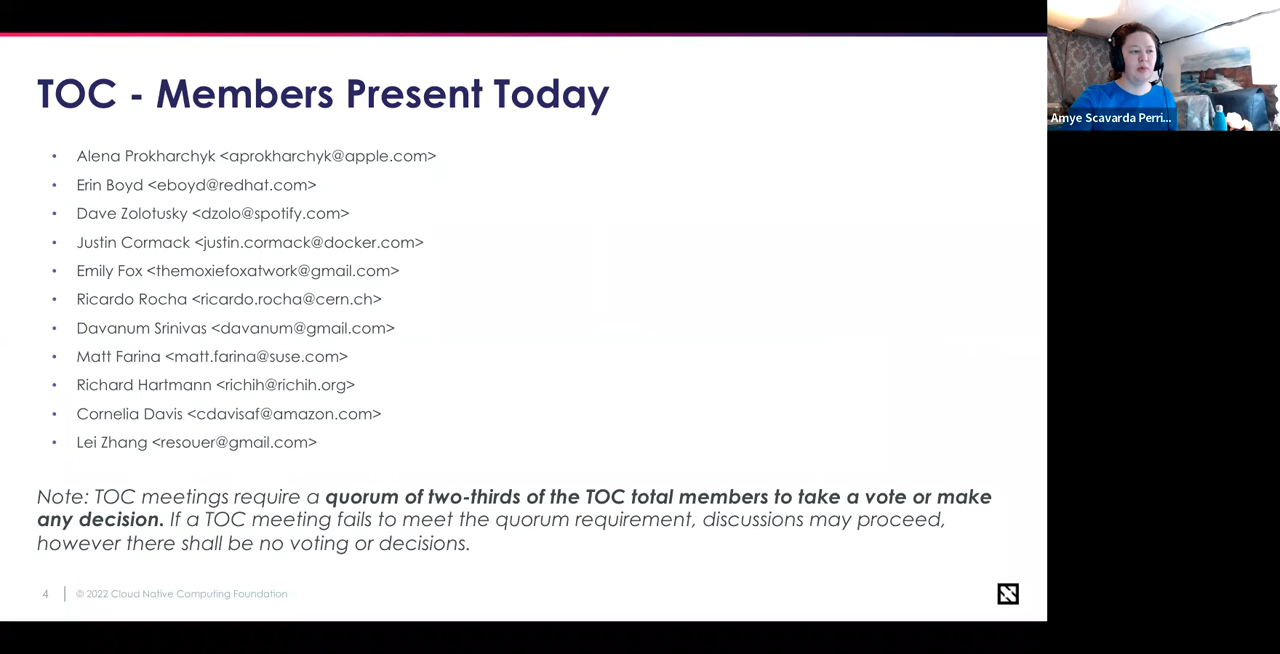 TOC - Members Present Today
• Alena Prokharchyk <aprokharchyk@apple.com>
• Erin Boyd <eboyd@redhat.com>
• Dave Zolotusky <dzolo@spotify.com>
• Justin Cormack <justin.cormack@docker.com>
• Emily Fox <themoxiefoxatwork@gmail.com>
• Ricardo Rocha <ricardo.rocha@cern.ch>
• Davanum Srinivas <davanum@gmail.com>
• Matt Farina <matt.farina@suse.com>
• Richard Hartmann <richih@richih.org>
• Cornelia Davis <cdavisaf@amazon.com>
• Lei Zhang <resouer@gmail.com>
Note: TOC meetings require a quorum of two-thirds of the TOC total members to take a vote or make
any decision. If a TOC meeting fails to meet the quorum requirement, discussions may proceed,
however there shall be no voting or decisions.
4 | © 2022 Cloud Native Computing Foundation
Amye Scavarda Perri...